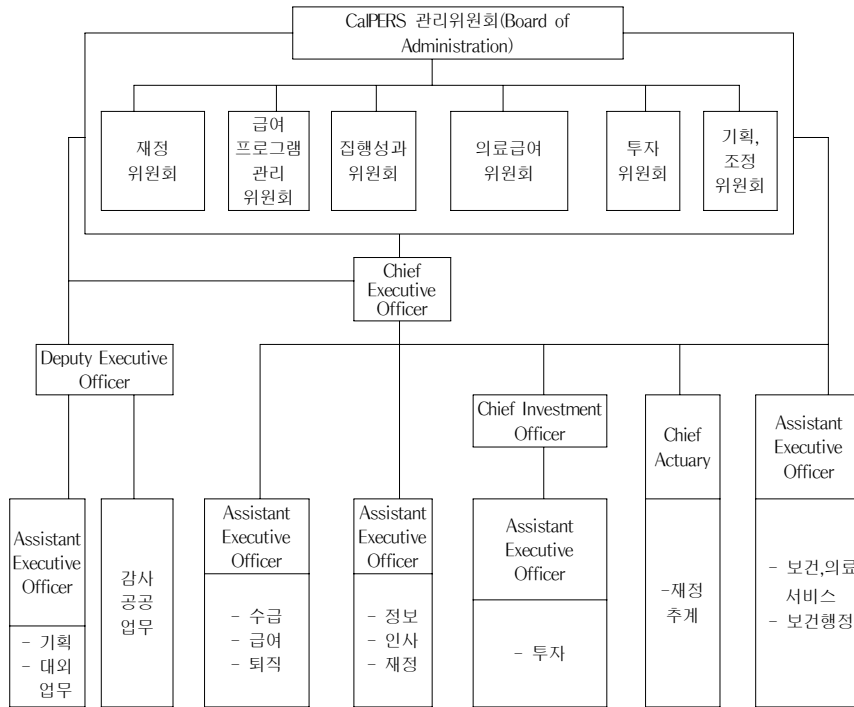 CalPERS 관리위원회(Board of
Administration)
재정
위원회
급여
프로그램
관리
위원회
집행성과
위원회
의료급여
위원회
투자
위원회
기획,
조정
위원회
Chief
Executive
Officer
Deputy Executive
Officer
Chief Investment
Officer
Chief
Actuary
Assistant
Executive
Officer
Assistant
Executive
Officer
- 기획
- 대외
업무
감사
공공
업무
Assistant
Executive
Officer
- 수급
- 급여
- 퇴직
Assistant
Executive
Officer
- 정보
- 인사
- 재정
Assistant
Executive
Officer
- 투자
-재정
추계
- 보건,의료
서비스
- 보건행정